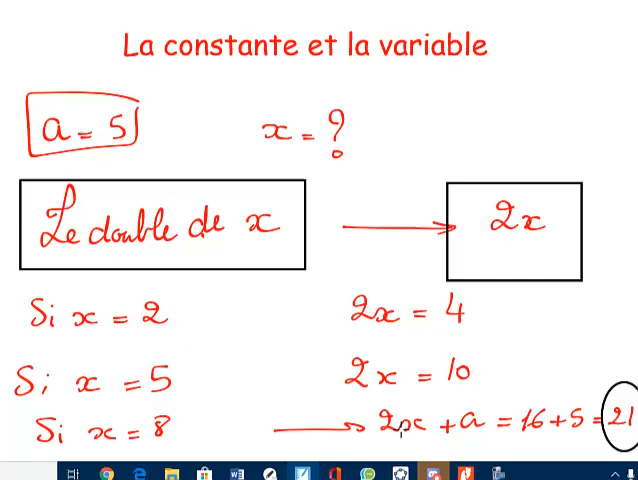 La constante et la variable
a = 5 x = ?
Le double de x → 2x
Si x = 2 2x = 4
Si x = 5 2x = 10
Si x = 8 → 2x + a = 16 + 5 = 21